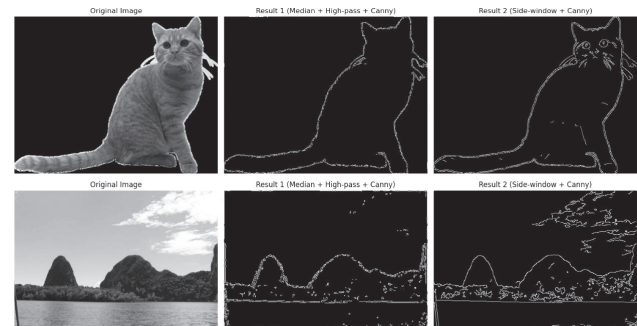 Original Image
Result 1 (Median + High-pass + Canny)
Result 2 (Side-window + Canny)
Original Image
Result 1 (Median + High-pass + Canny)
Result 2 (Side-window + Canny)